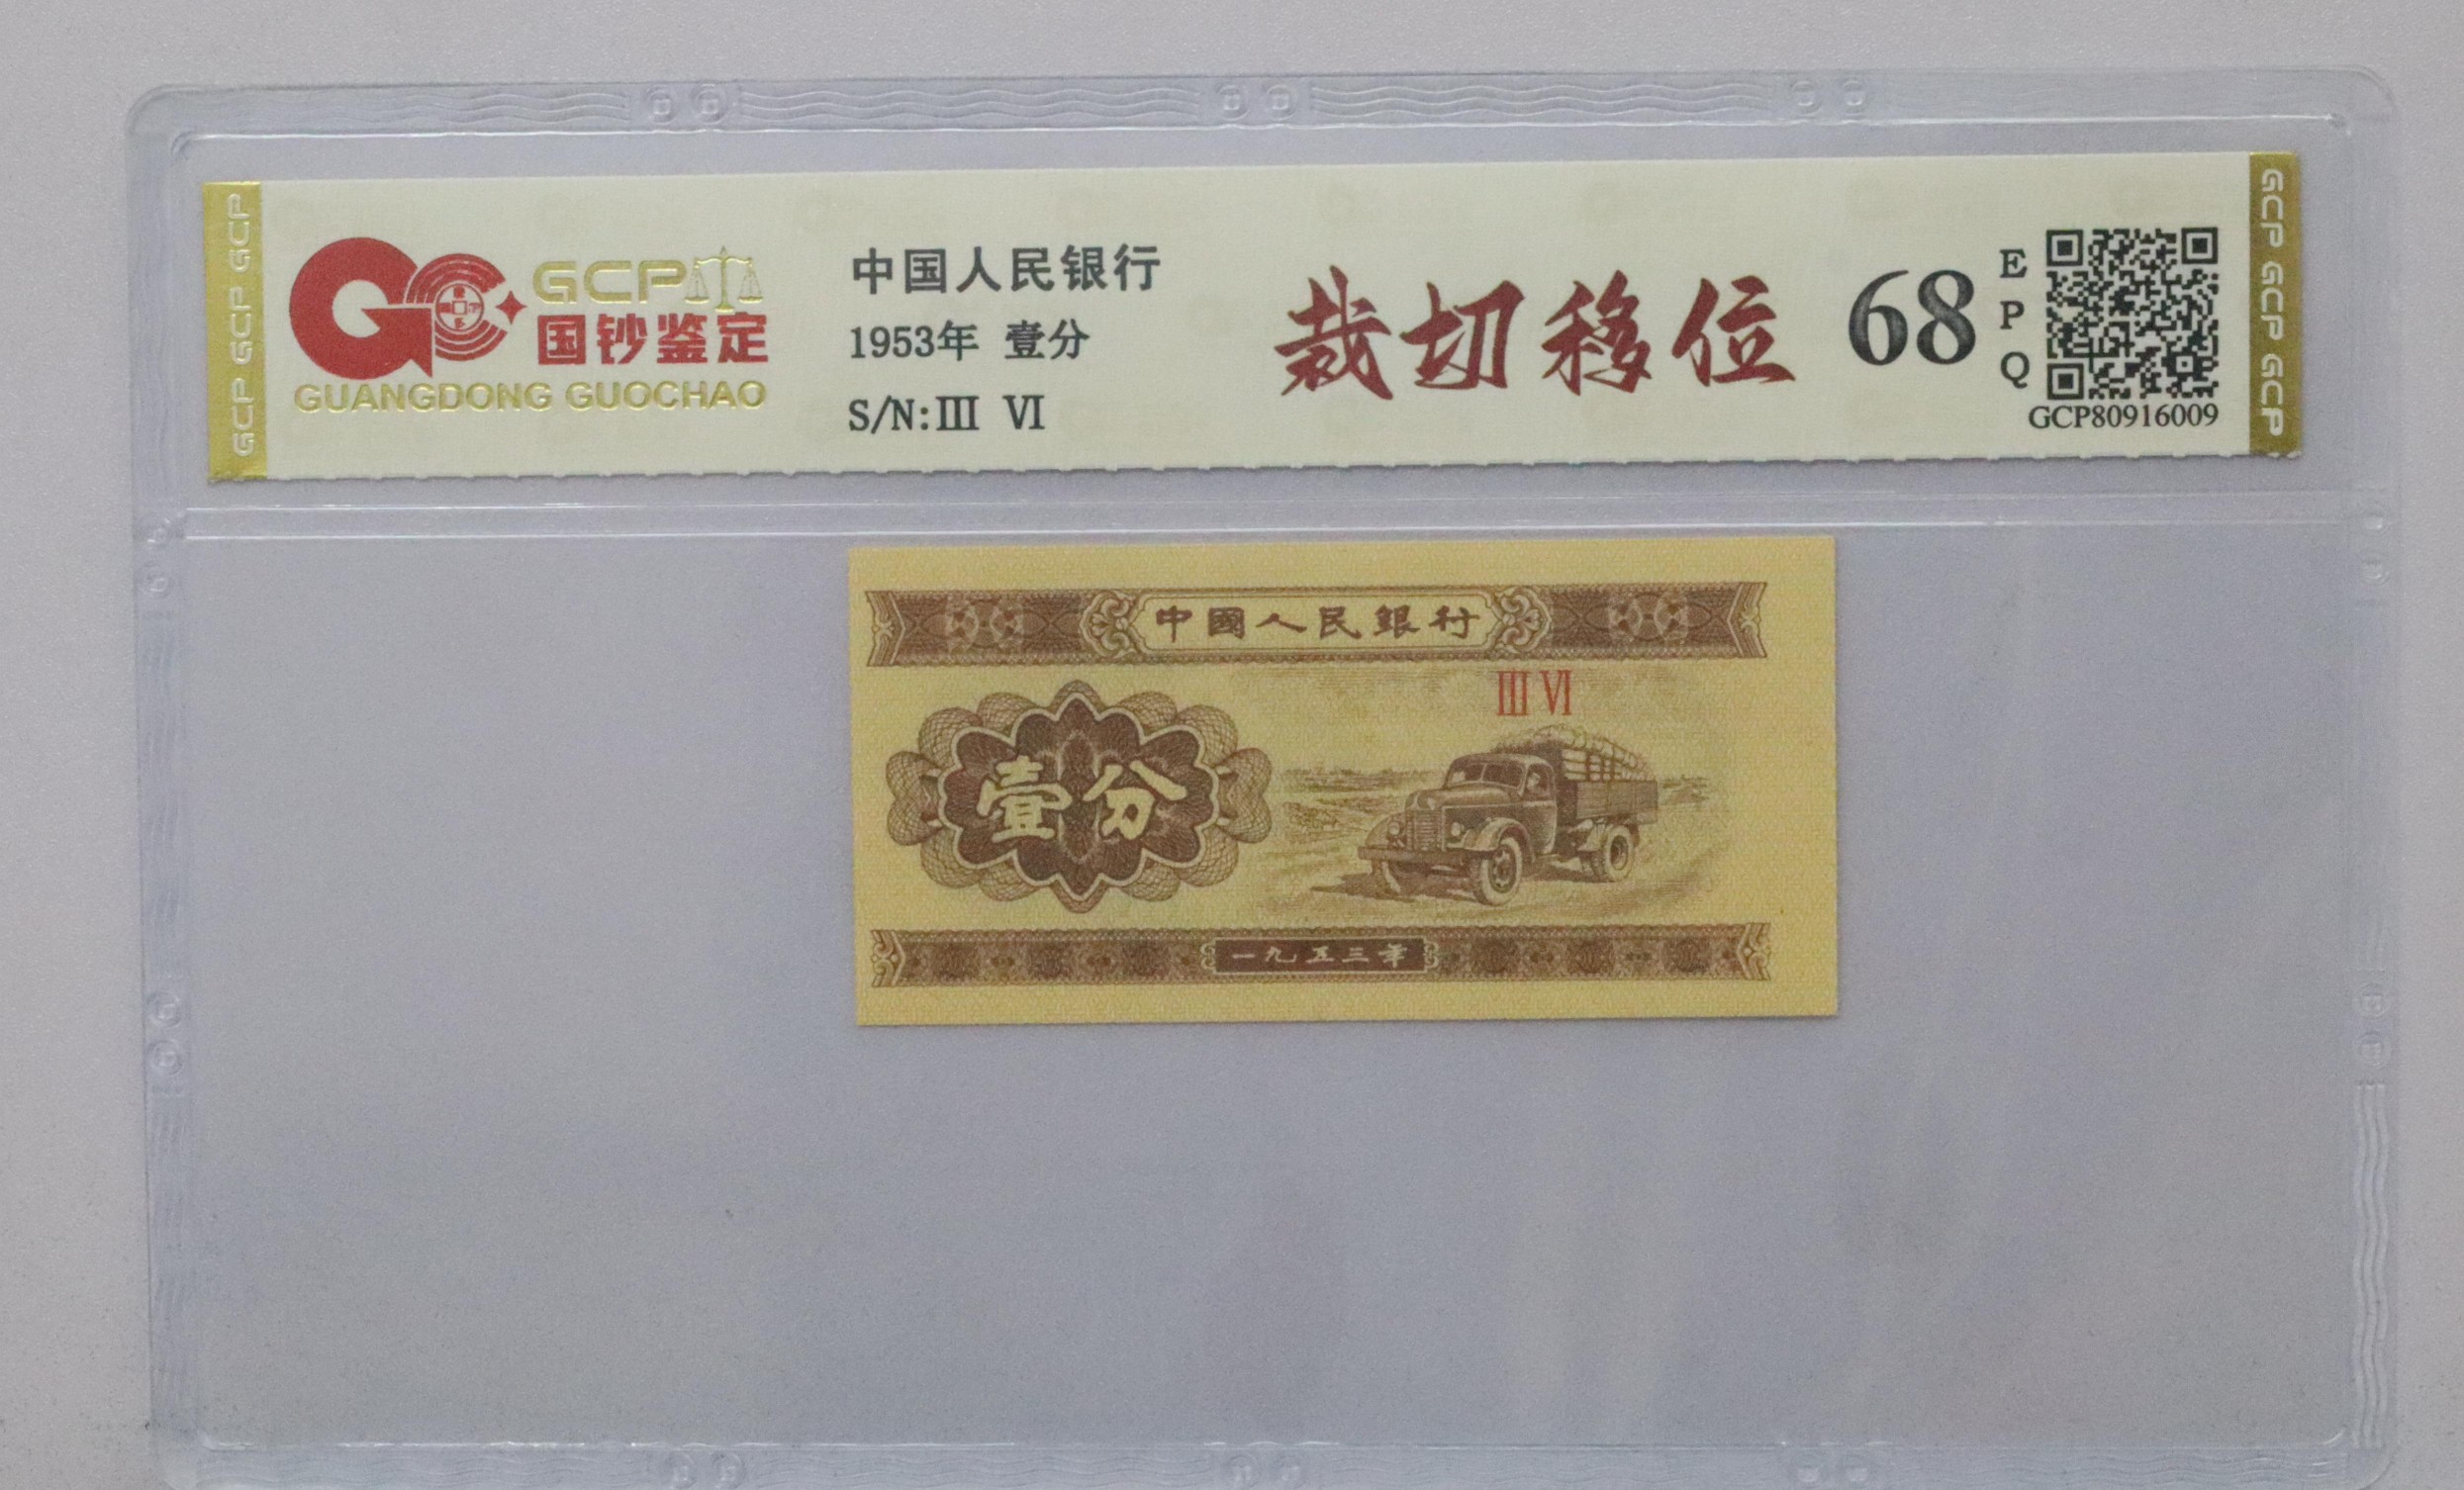 GCP GCP GCP
GCP
国钞鉴定
GUANGDONG GUOCHAO
中国人民银行
1953年 壹分
S/N:III VI
裁切移位
68
EPQ
GCP80916009
GCP GCP GCP
中國人民銀行
III VI
壹分
一九五三年